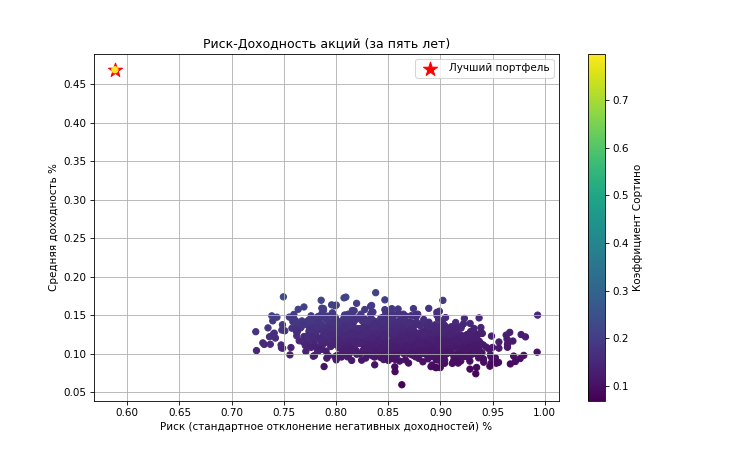 Риск-Доходность акций (за пять лет)
Лучший портфель
0.45
0.40
0.35
0.30
0.25
0.20
0.15
0.10
0.05
Средняя доходность %
0.60 0.65 0.70 0.75 0.80 0.85 0.90 0.95 1.00
Риск (стандартное отклонение негативных доходностей) %
0.7
0.6
0.5
0.4
0.3
0.2
0.1
Коэффициент Сортино